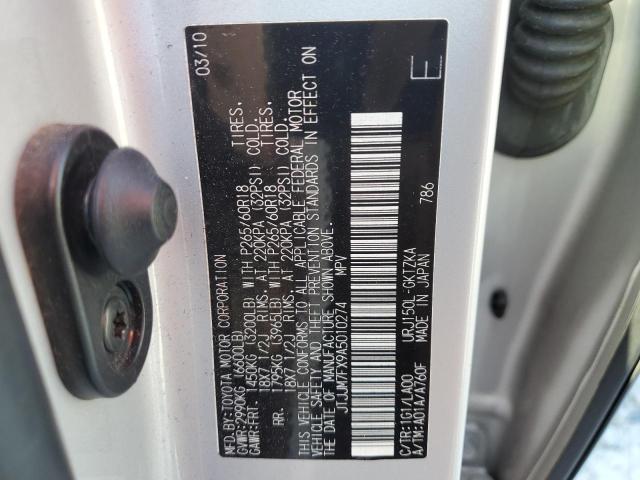 MFD.BY:TOYOTA MOTOR CORPORATION 03/10
GVWR:2990KG (6600LB)
GAWR:FRT. 1450KG (3200LB) WITH P265/60R18 TIRES.
18X7 1/2J RIMS, AT 220KPA (32PSI) COLD.
RR. 1795KG (3965LB) WITH P265/60R18 TIRES.
18X7 1/2J RIMS, AT 220KPA (32PSI) COLD.
THIS VEHICLE CONFORMS TO ALL APPLICABLE FEDERAL MOTOR
VEHICLE SAFETY AND THEFT PREVENTION STANDARDS IN EFFECT ON
THE DATE OF MANUFACTURE SHOWN ABOVE.
JTJJM7FX9A5010274 MPV
E
786
C/TR:1G1/LA00 URJ150L-GKTZKA
A/TM:A01A/A760F MADE IN JAPAN